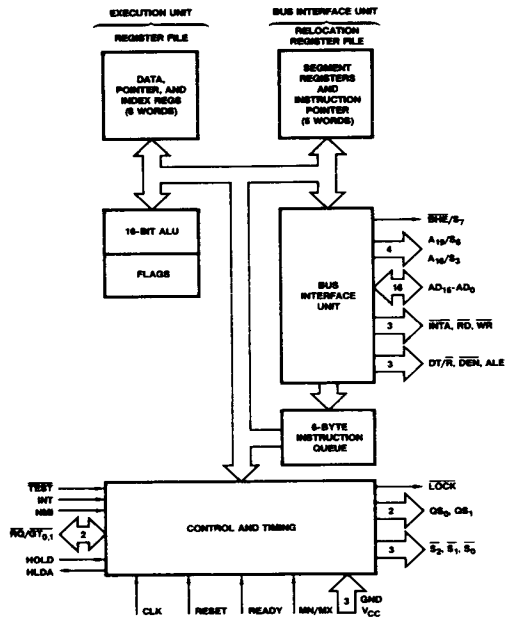 EXECUTION UNIT
REGISTER FILE
BUS INTERFACE UNIT
RELOCATION
REGISTER FILE
DATA,
POINTER, AND
INDEX REGS
(8 WORDS)
SEGMENT
REGISTERS
AND
INSTRUCTION
POINTER
(5 WORDS)
16-BIT ALU
FLAGS
BUS
INTERFACE
UNIT
BHE/S7
4
A19/S6
A16/S3
16
AD15-AD0
3
INTA, RD, WR
3
DT/R, DEN, ALE
6-BYTE
INSTRUCTION
QUEUE
TEST
INT
NMI
RQ/GT0,1
2
HOLD
HLDA
CONTROL AND TIMING
LOCK
2
QS0, QS1
3
S2, S1, S0
CLK
RESET
READY
MN/MX
3
GND
VCC